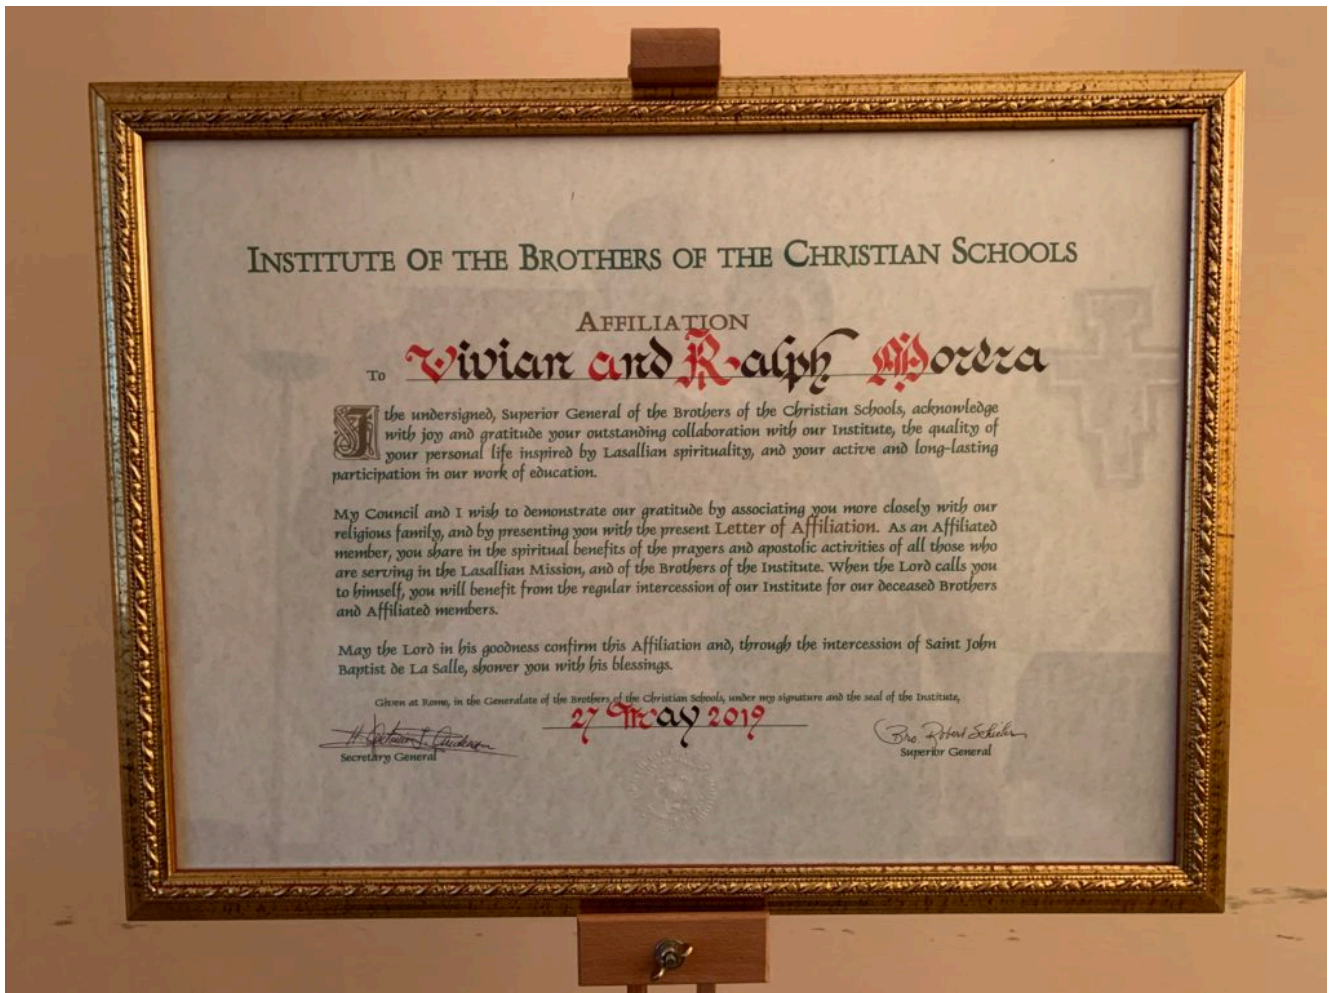 INSTITUTE OF THE BROTHERS OF THE CHRISTIAN SCHOOLS
AFFILIATION
To Vivian and Ralph Morera
I the undersigned, Superior General of the Brothers of the Christian Schools, acknowledge
with joy and gratitude your outstanding collaboration with our Institute, the quality of
your personal life inspired by Lasallian spirituality, and your active and long-lasting
participation in our work of education.
My Council and I wish to demonstrate our gratitude by associating you more closely with our
religious family, and by presenting you with the present Letter of Affiliation. As an Affiliated
member, you share in the spiritual benefits of the prayers and apostolic activities of all those who
are serving in the Lasallian Mission, and of the Brothers of the Institute. When the Lord calls you
to himself, you will benefit from the regular intercession of our Institute for our deceased Brothers
and Affiliated members.
May the Lord in his goodness confirm this Affiliation and, through the intercession of Saint John
Baptist de La Salle, shower you with his blessings.
Given at Rome, in the Generalate of the Brothers of the Christian Schools, under my signature and the seal of the Institute,
27 May 2019
Bro. Robert Schieler
Secretary General
Superior General